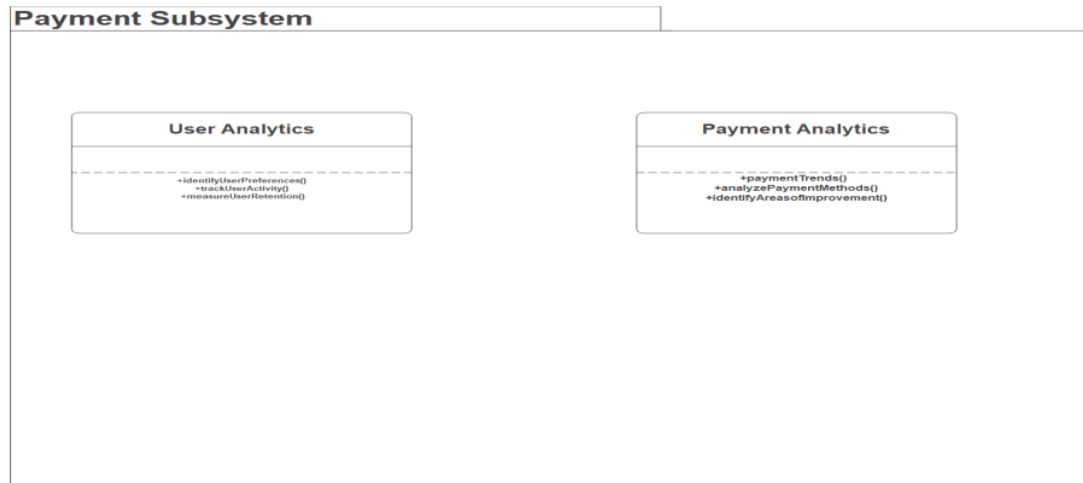 Payment Subsystem
User Analytics
+identifyUserPreferences()
+trackUserActivity()
+measureUserRetention()
Payment Analytics
+paymentTrends()
+analyzePaymentMethods()
+identifyAreasofImprovement()